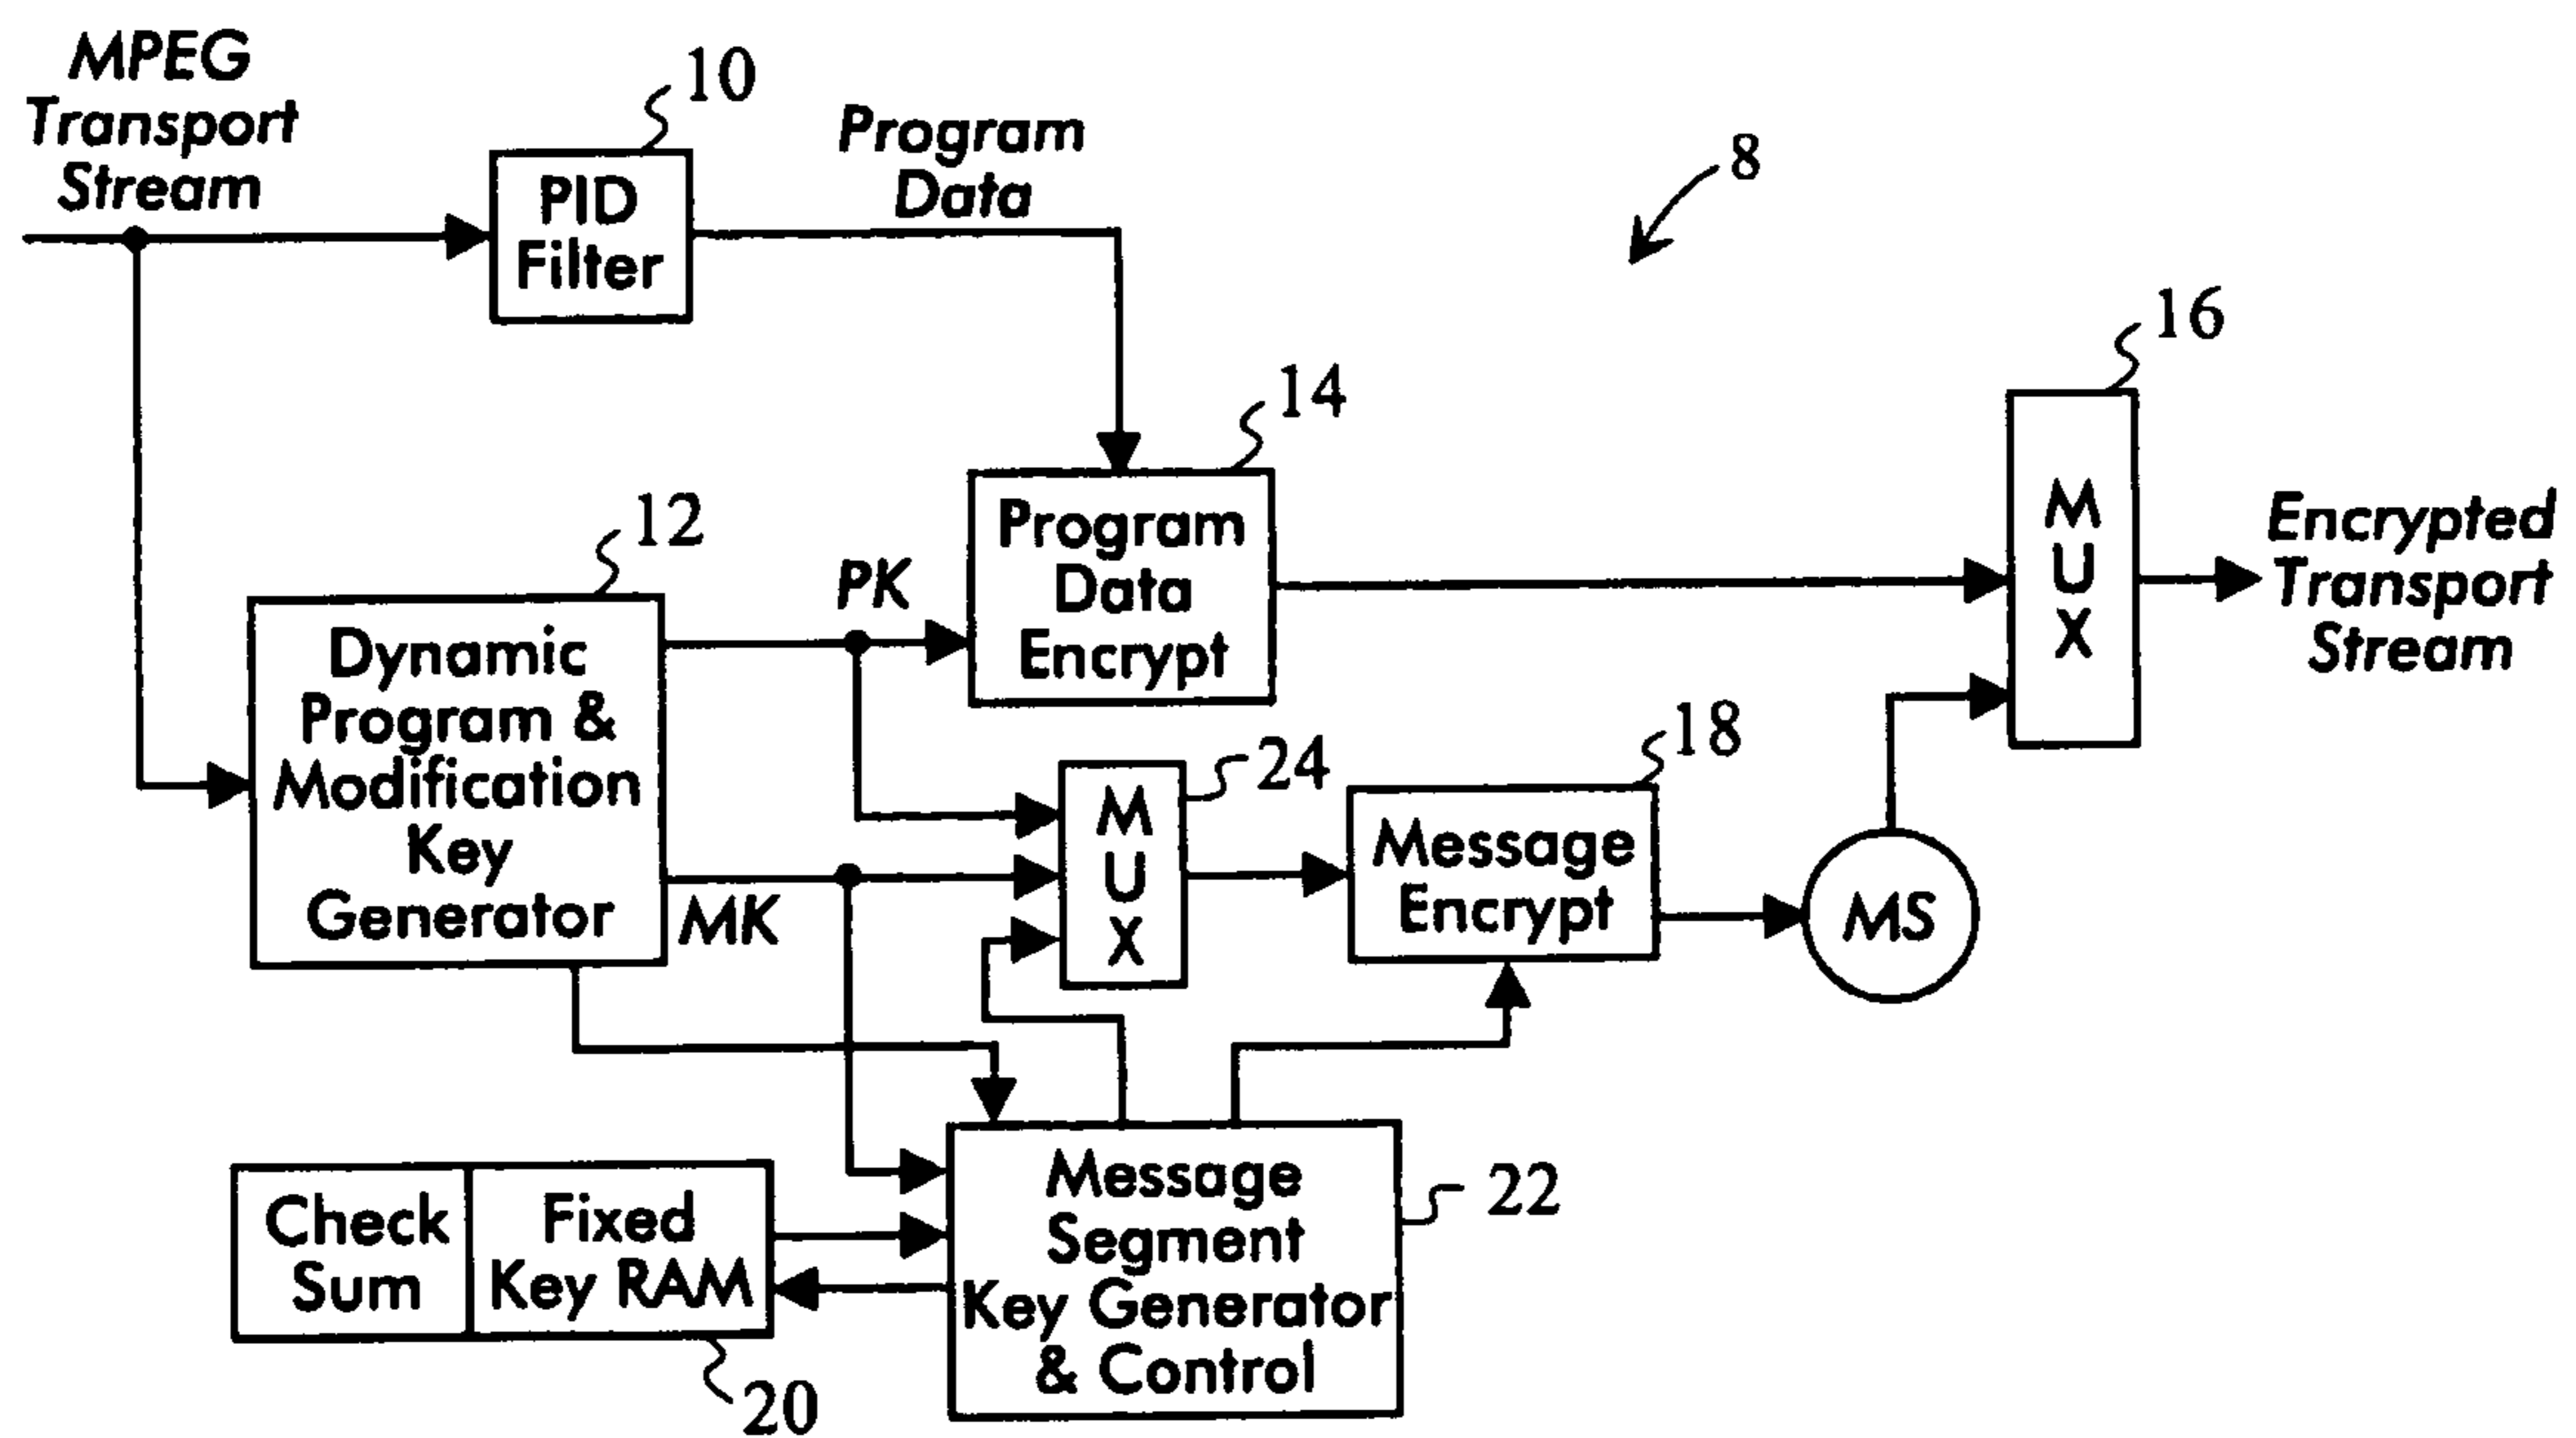 MPEG
Transport
Stream
10
PID
Filter
Program
Data
8
16
M
U
X
Encrypted
Transport
Stream
14
Program
Data
Encrypt
12
Dynamic
Program &
Modification
Key
Generator
PK
MK
24
M
U
X
18
Message
Encrypt
MS
Check
Sum
Fixed
Key RAM
20
Message
Segment
Key Generator
& Control
22